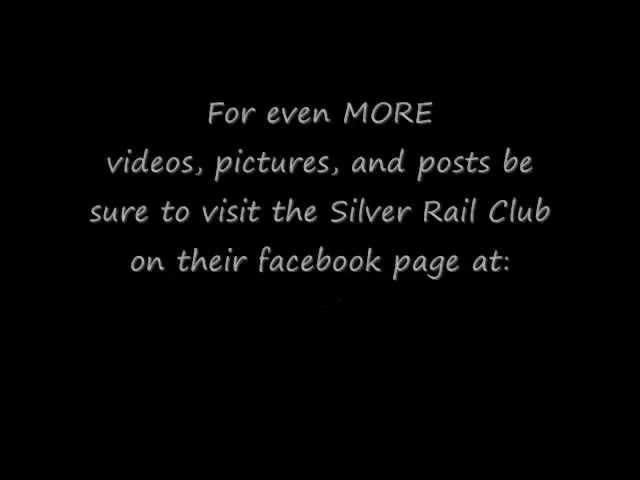 For even MORE
videos, pictures, and posts be
sure to visit the Silver Rail Club
on their facebook page at: